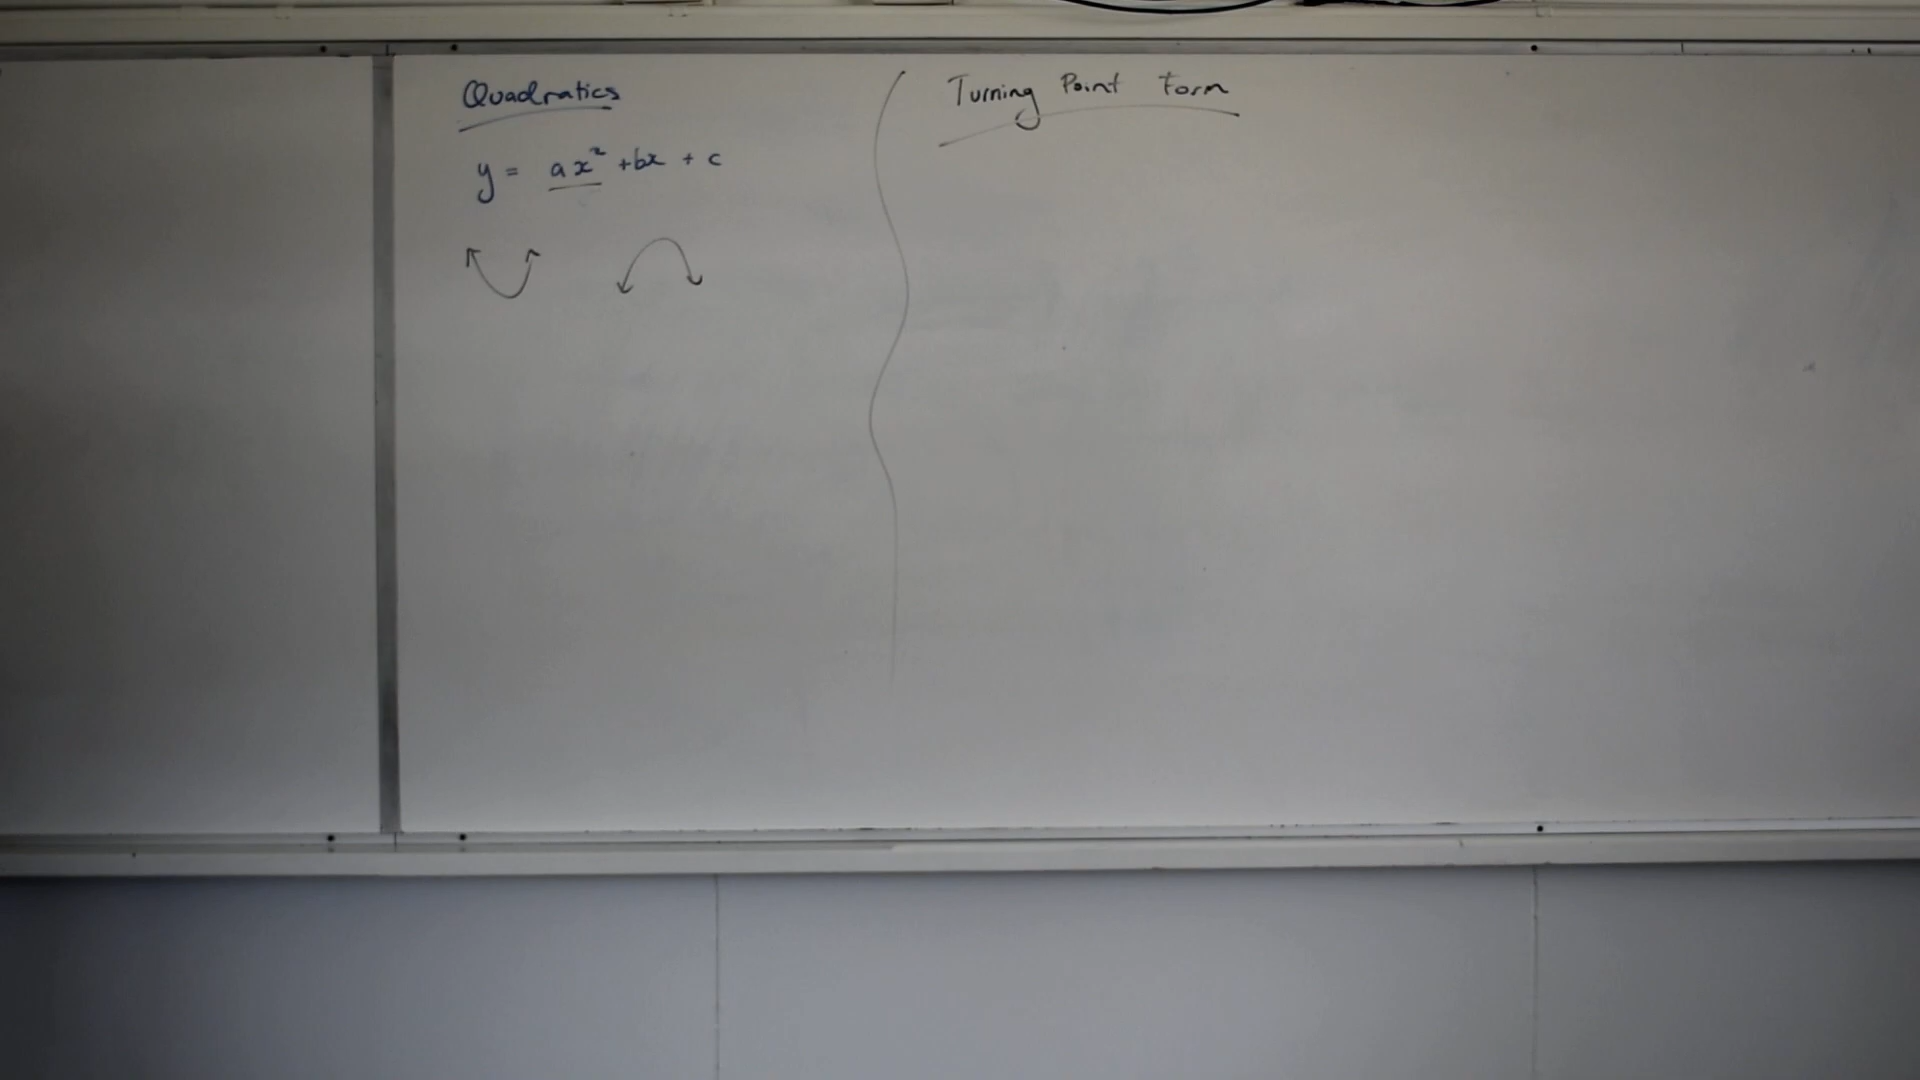 Quadratics
y = ax² + bx + c
Turning Point Form